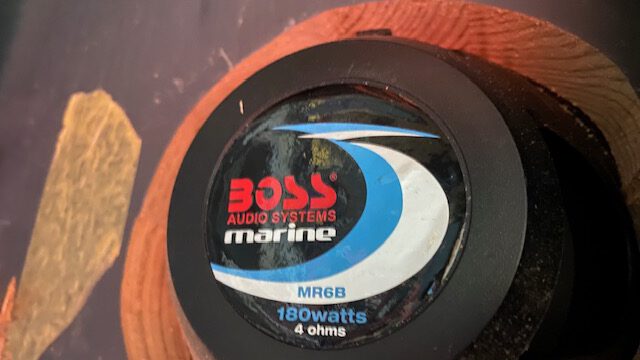 BOSS®
AUDIO SYSTEMS
marine
MR6B
180watts
4 ohms